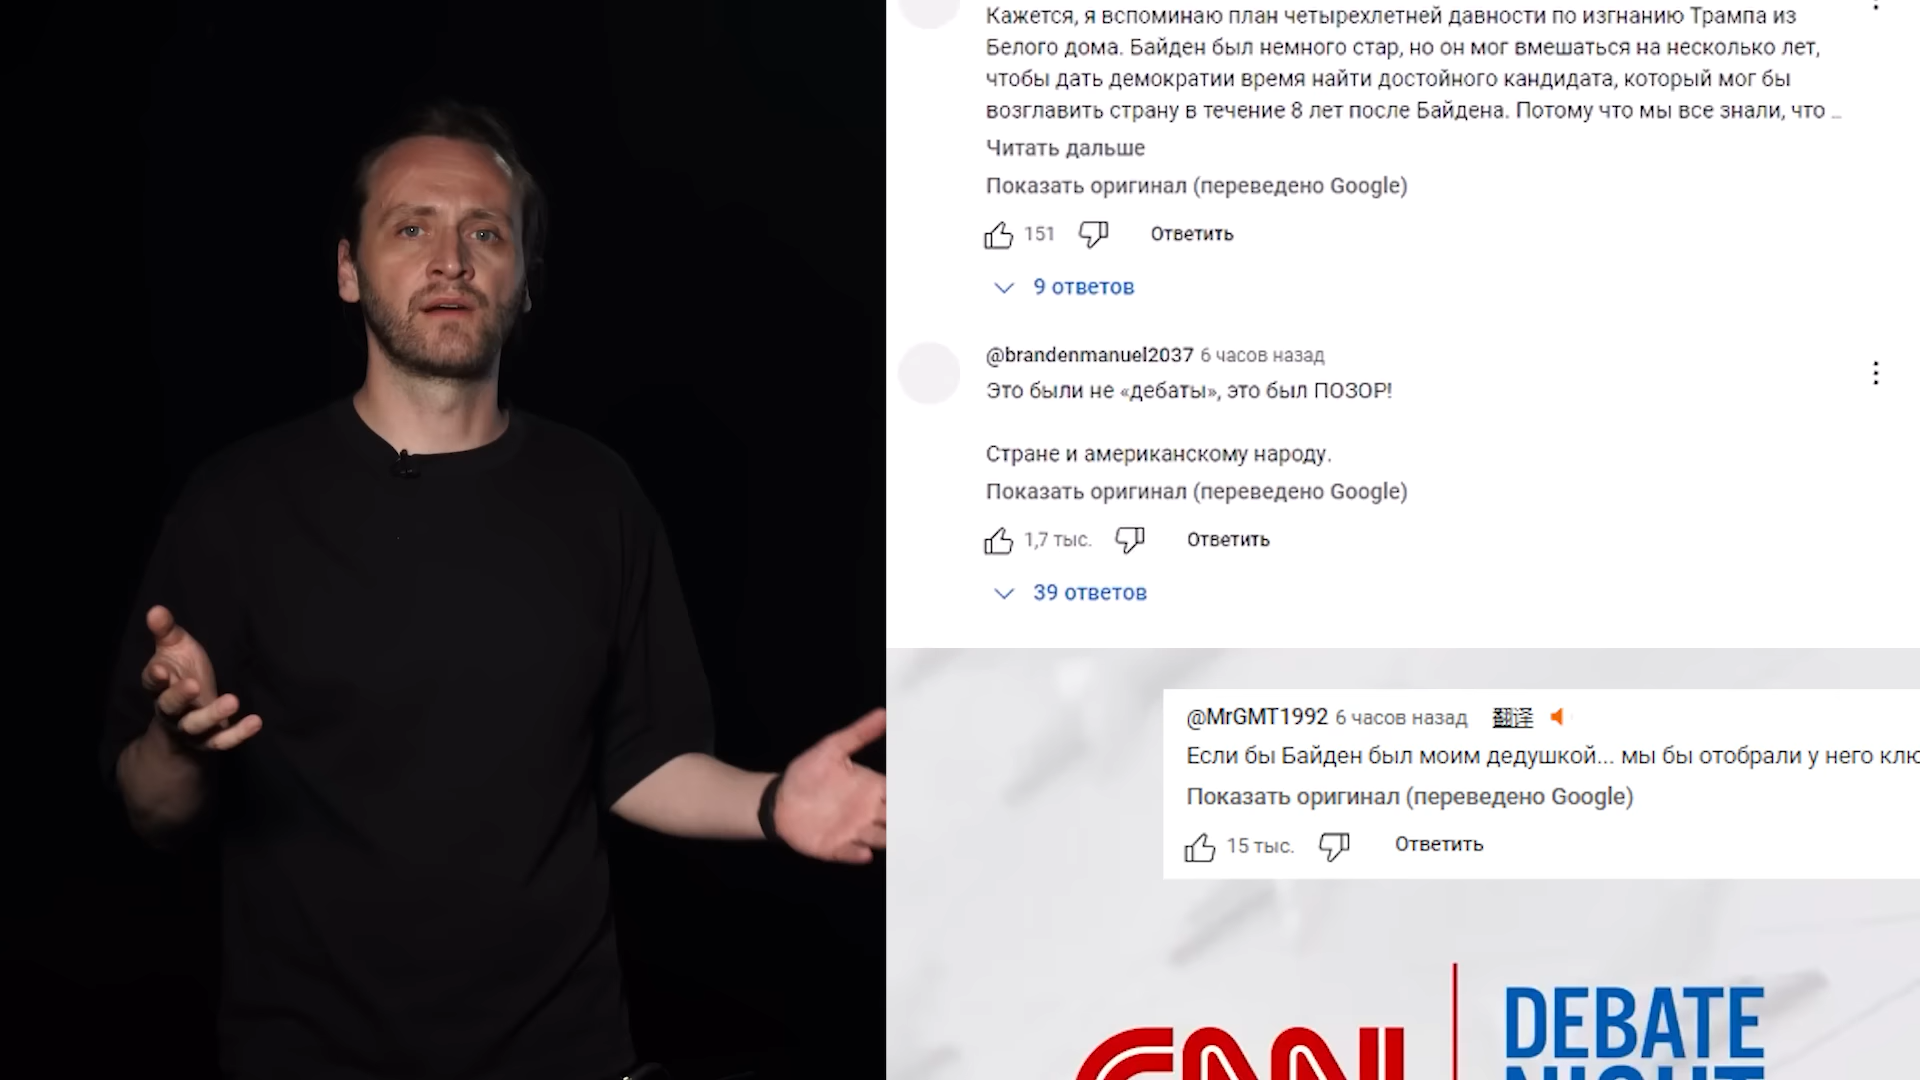 Кажется, я вспоминаю план четырехлетней давности по изгнанию Трампа из
Белого дома. Байден был немного стар, но он мог вмешаться на несколько лет,
чтобы дать демократии время найти достойного кандидата, который мог бы
возглавить страну в течение 8 лет после Байдена. Потому что мы все знали, что ...
Читать дальше
Показать оригинал (переведено Google)
151 Ответить
9 ответов
@brandenmanuel2037 6 часов назад
Это были не «дебаты», это был ПОЗОР!
Стране и американскому народу.
Показать оригинал (переведено Google)
1,7 тыс. Ответить
39 ответов
@MrGMT1992 6 часов назад 翻译
Если бы Байден был моим дедушкой... мы бы отобрали у него клю
Показать оригинал (переведено Google)
15 тыс. Ответить
CNN
DEBATE
NIGHT